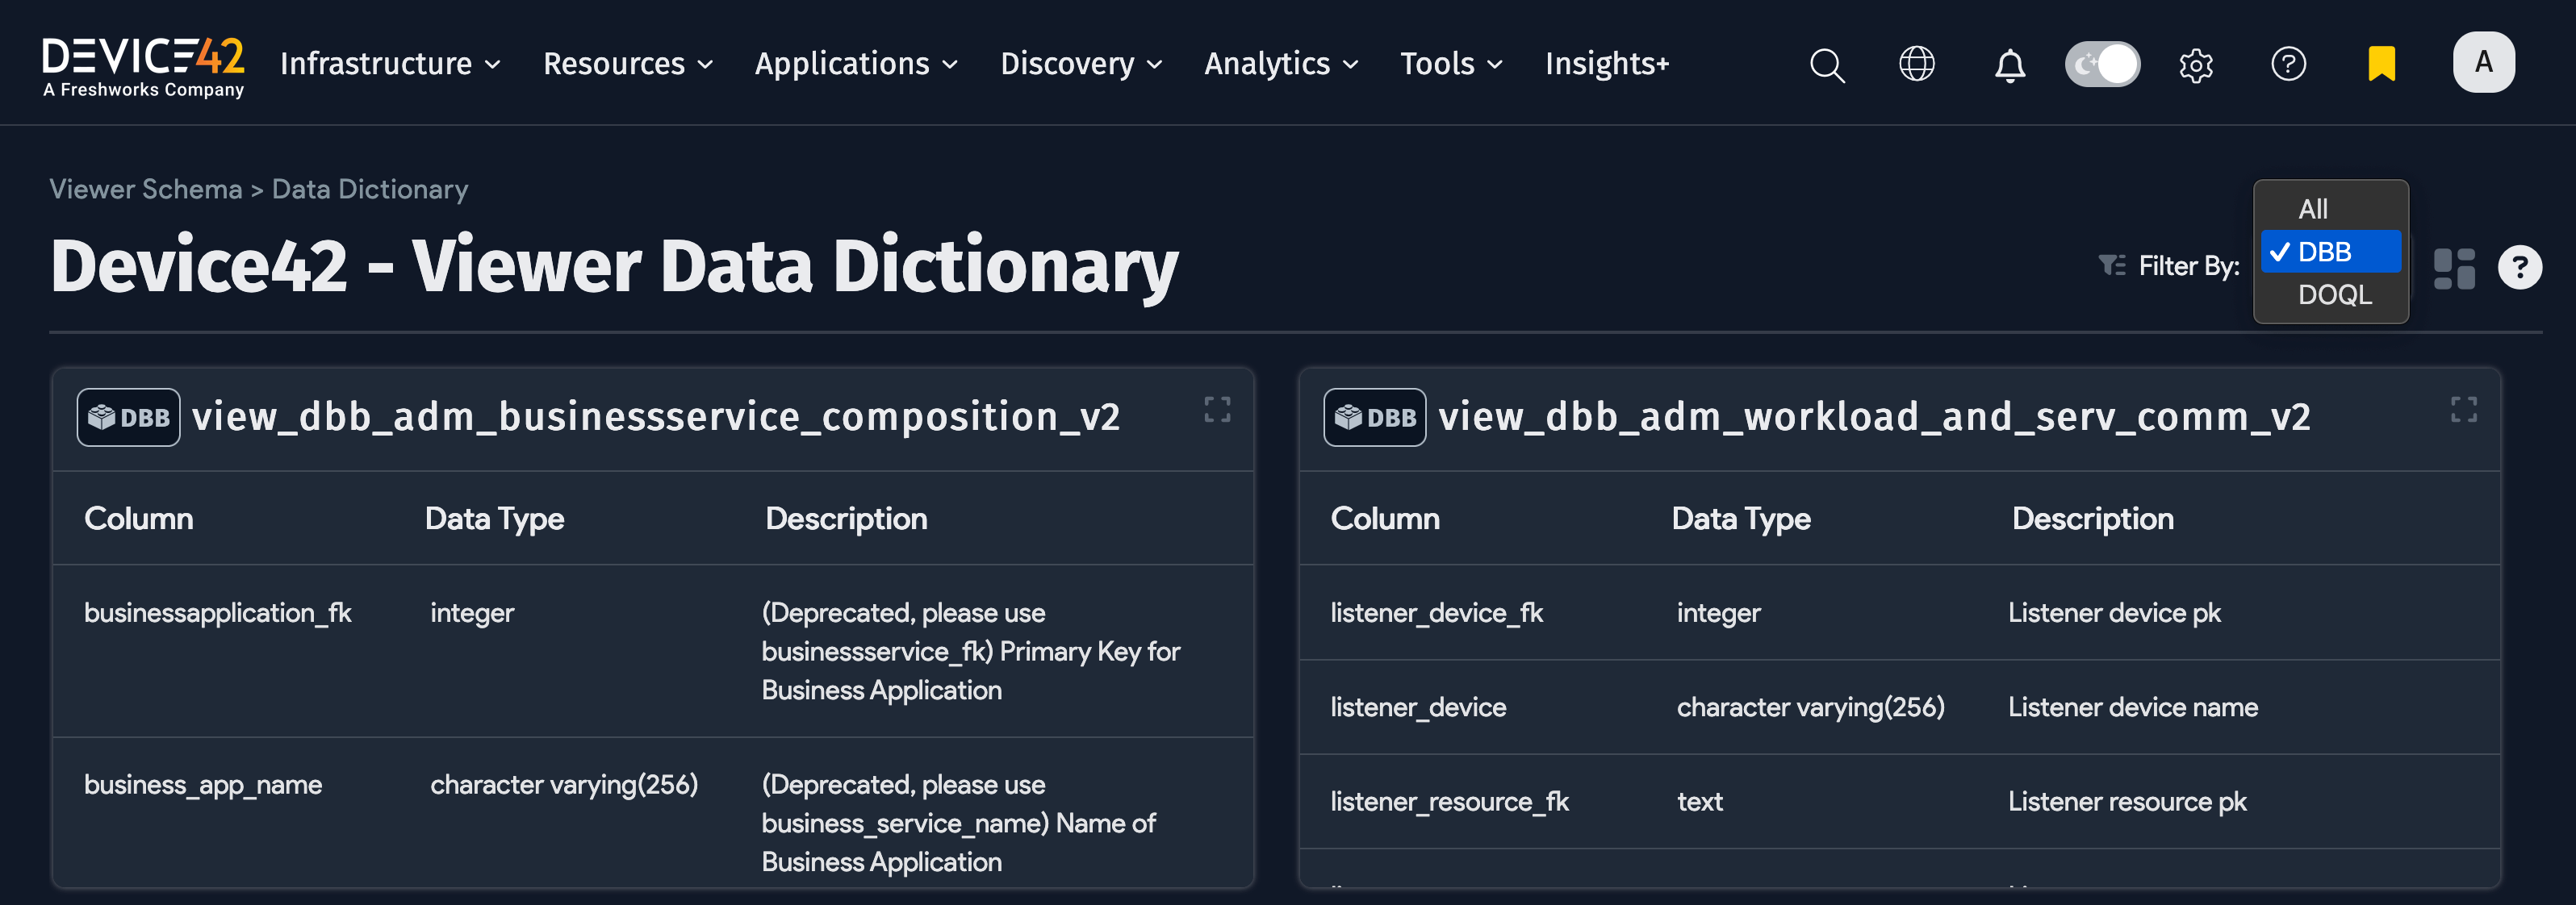 DEVICE42
A Freshworks Company
Infrastructure
Resources
Applications
Discovery
Analytics
Tools
Insights+
?
A
Viewer Schema > Data Dictionary
Device42 - Viewer Data Dictionary
Filter By:
All
✓ DBB
DOQL
?
DBB view_dbb_adm_businessservice_composition_v2
Column Data Type Description
businessapplication_fk integer (Deprecated, please use
businessservice_fk) Primary Key for
Business Application
business_app_name character varying(256) (Deprecated, please use
business_service_name) Name of
Business Application
DBB view_dbb_adm_workload_and_serv_comm_v2
Column Data Type Description
listener_device_fk integer Listener device pk
listener_device character varying(256) Listener device name
listener_resource_fk text Listener resource pk